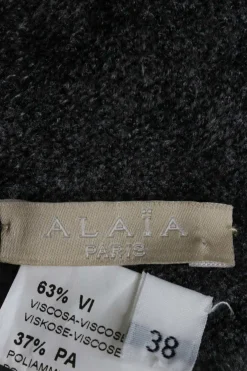 ALAÏA
PARIS
63% VI
VISCOSA-VISCOSE
VISKOSE-VISCOSE
37% PA
38